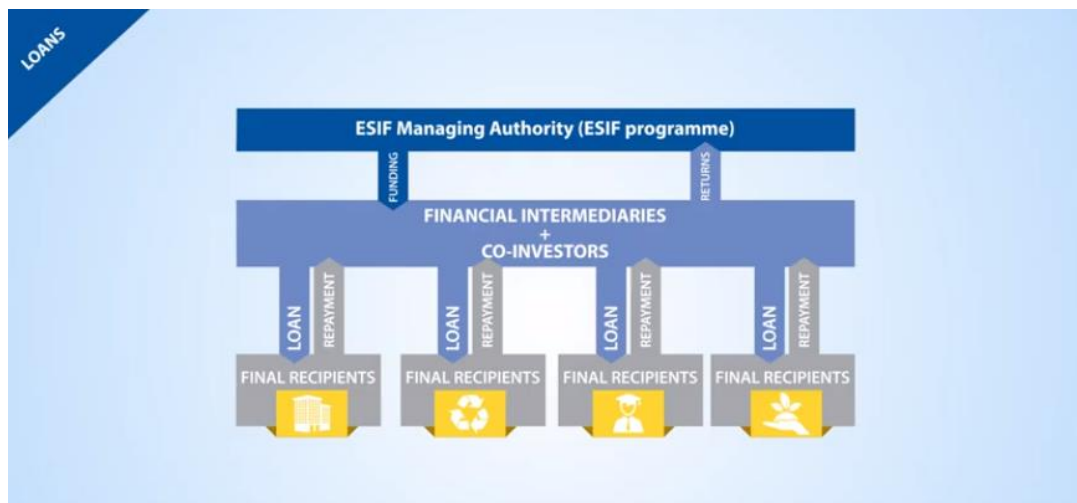 LOANS
ESIF Managing Authority (ESIF programme)
FUNDING
RETURNS
FINANCIAL INTERMEDIARIES
+
CO-INVESTORS
LOAN
REPAYMENT
LOAN
REPAYMENT
LOAN
REPAYMENT
LOAN
REPAYMENT
FINAL RECIPIENTS
FINAL RECIPIENTS
FINAL RECIPIENTS
FINAL RECIPIENTS